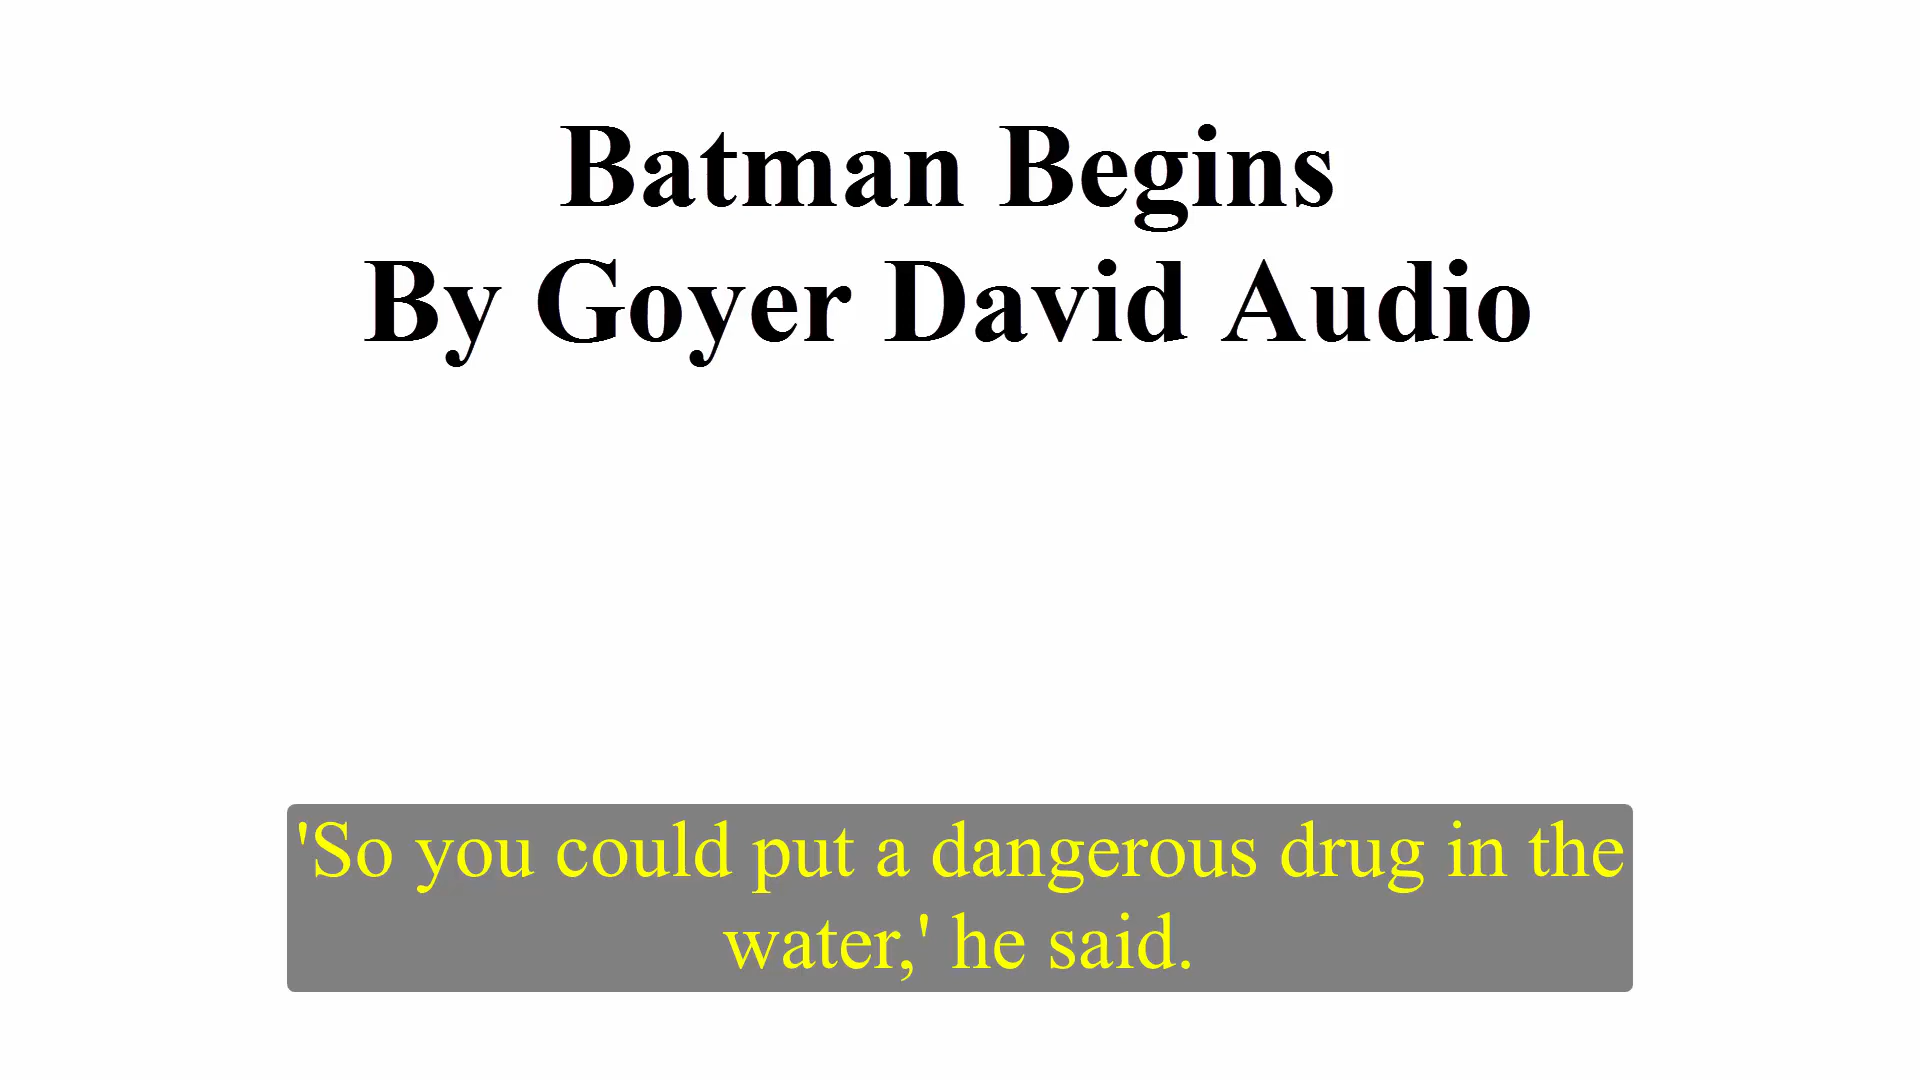 Batman Begins
By Goyer David Audio
'So you could put a dangerous drug in the
water,' he said.